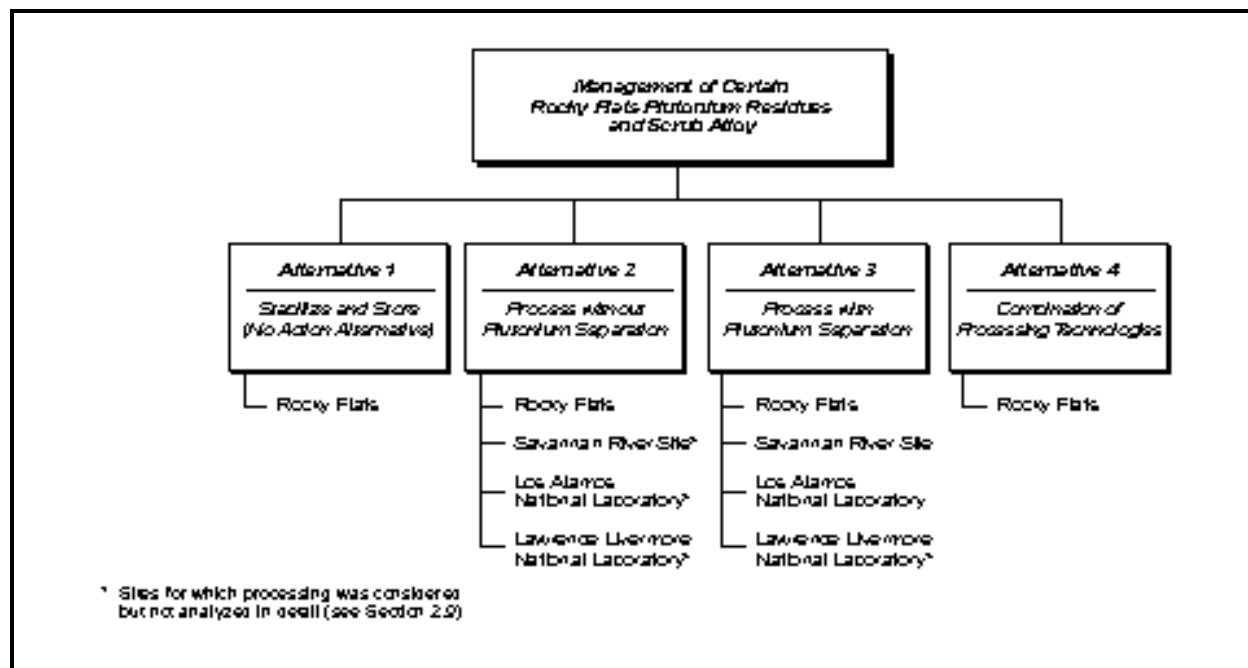 Management of Certain
Rocky Flats Plutonium Residues
and Scrub Alloy
Alternative 1
Stabilize and Store
(No Action Alternative)
Rocky Flats
Alternative 2
Process without
Plutonium Separation
Rocky Flats
Savannah River Site*
Los Alamos
National Laboratory*
Lawrence Livermore
National Laboratory*
Alternative 3
Process with
Plutonium Separation
Rocky Flats
Savannah River Site
Los Alamos
National Laboratory
Lawrence Livermore
National Laboratory*
Alternative 4
Combination of
Processing Technologies
Rocky Flats
* Sites for which processing was considered
but not analyzed in detail (see Section 2.9)